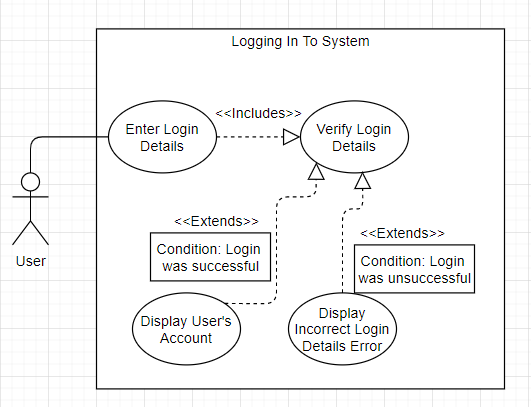 Logging In To System
<<Includes>>
Enter Login
Details
Verify Login
Details
User
<<Extends>>
Condition: Login
was successful
<<Extends>>
Condition: Login
was unsuccessful
Display User's
Account
Display
Incorrect Login
Details Error